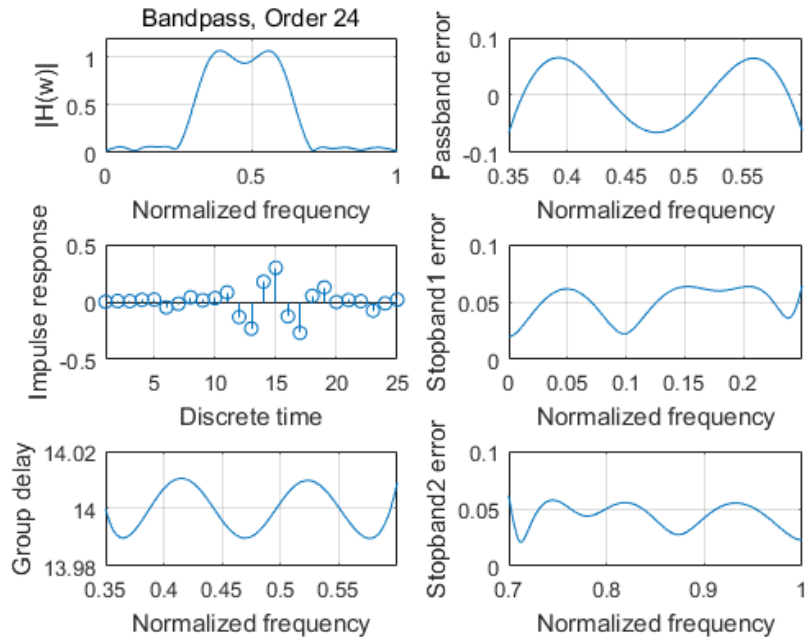 Bandpass, Order 24
|H(w)|
1
0.5
0
0 0.5 1
Normalized frequency
Passband error
0.1
0
-0.1
0.35 0.4 0.45 0.5 0.55
Normalized frequency
Impulse response
0.5
0
-0.5
5 10 15 20 25
Discrete time
Stopband1 error
0.1
0.05
0
0 0.05 0.1 0.15 0.2
Normalized frequency
Group delay
14.02
14
13.98
0.35 0.4 0.45 0.5 0.55
Normalized frequency
Stopband2 error
0.1
0.05
0
0.7 0.8 0.9 1
Normalized frequency